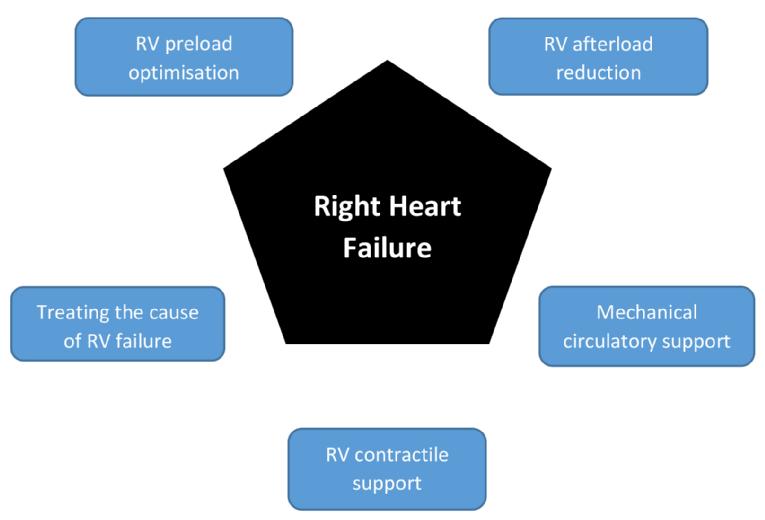 RV preload
optimisation
RV afterload
reduction
Right Heart
Failure
Treating the cause
of RV failure
Mechanical
circulatory support
RV contractile
support